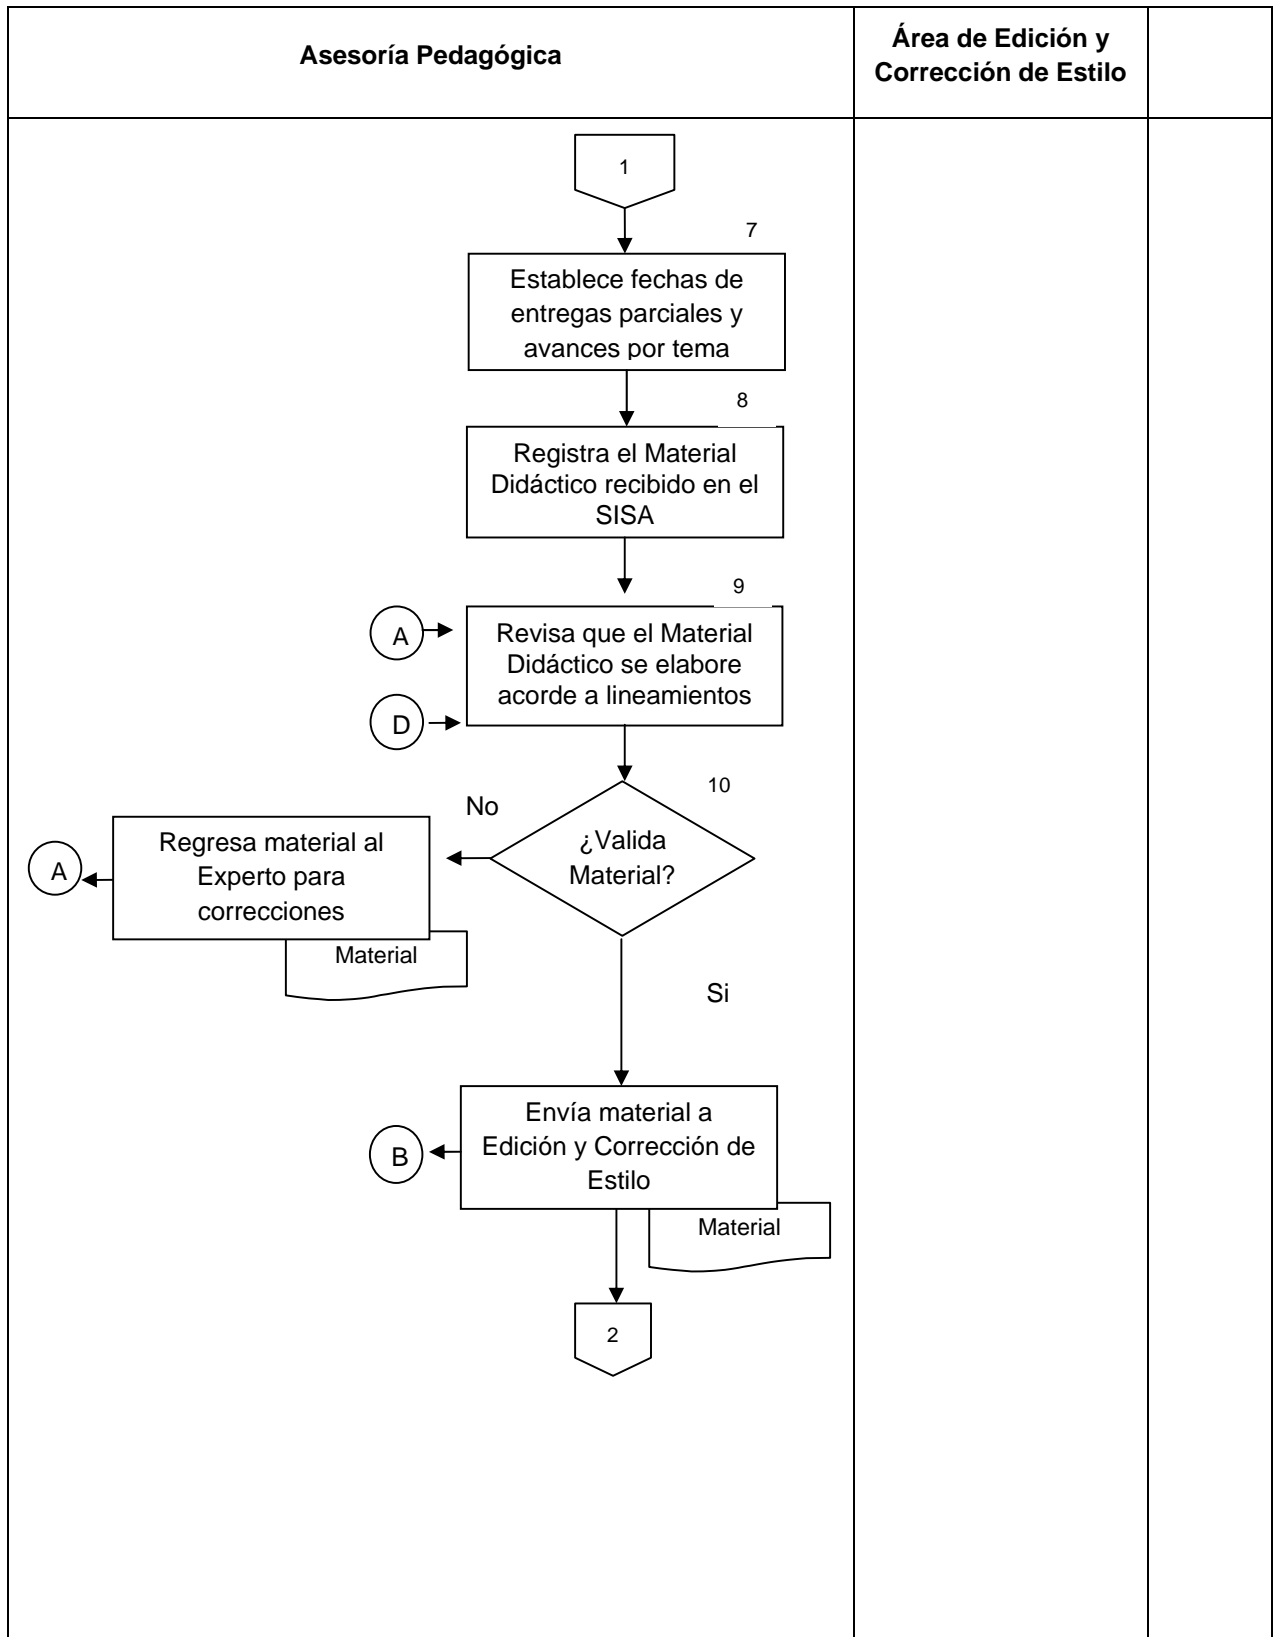 Asesoría Pedagógica
Área de Edición y
Corrección de Estilo
1
7
Establece fechas de
entregas parciales y
avances por tema
8
Registra el Material
Didáctico recibido en el
SISA
9
A
Revisa que el Material
Didáctico se elabore
acorde a lineamientos
D
10
No
¿Valida
Material?
Regresa material al
Experto para
correcciones
A
Material
Si
Envía material a
Edición y Corrección de
Estilo
B
Material
2